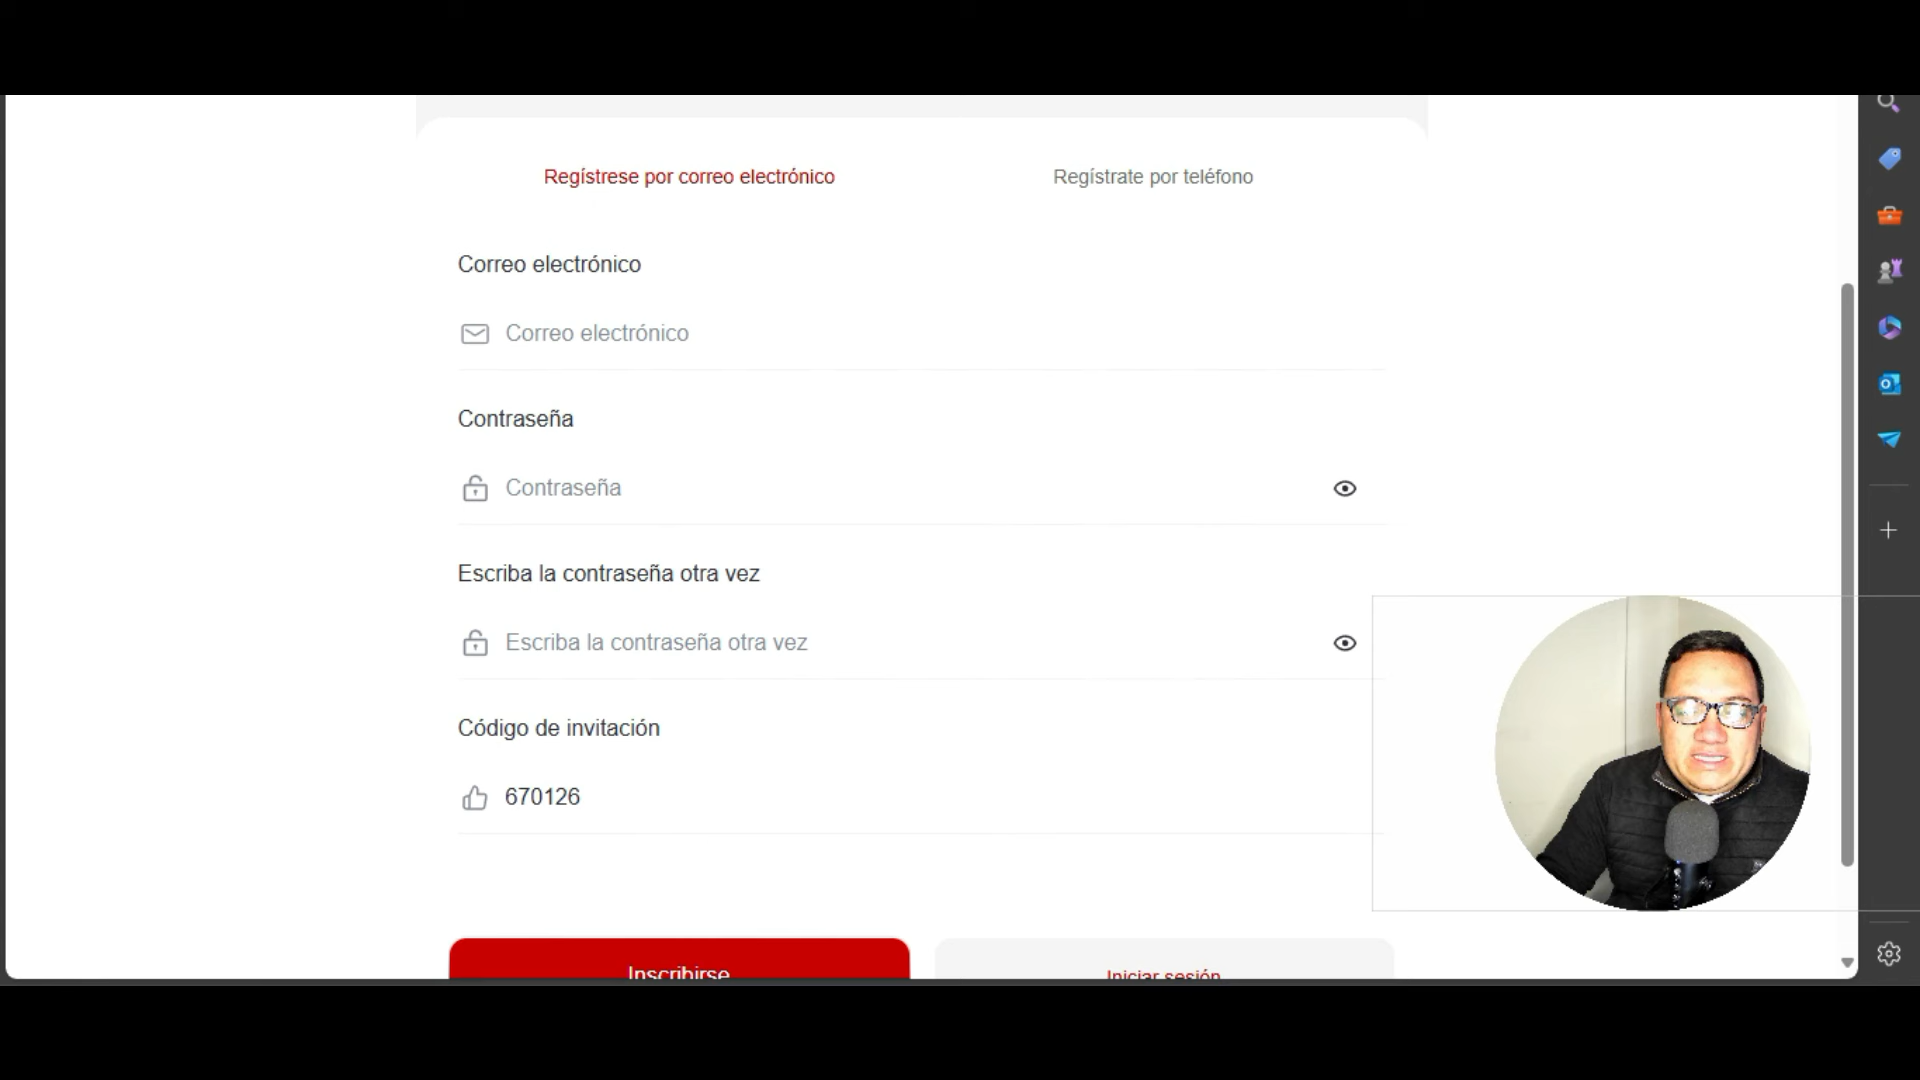 Regístrese por correo electrónico
Regístrate por teléfono
Correo electrónico
Correo electrónico
Contraseña
Contraseña
Escriba la contraseña otra vez
Escriba la contraseña otra vez
Código de invitación
670126
Inscribirse
Iniciar sesión